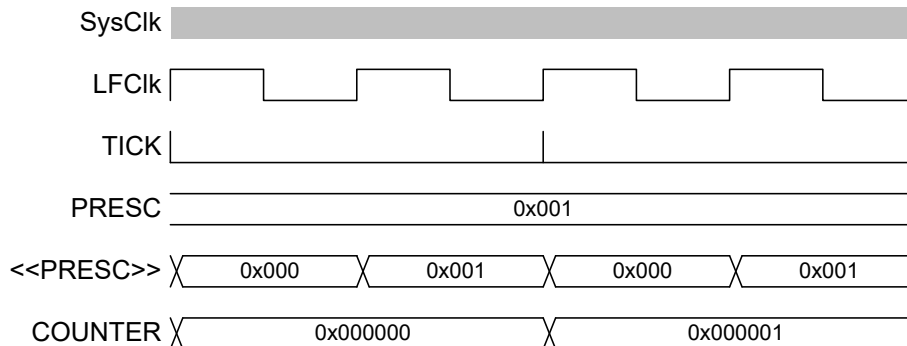 SysClk
LFClk
TICK
PRESC 0x001
<<PRESC>> 0x000 0x001 0x000 0x001
COUNTER 0x000000 0x000001